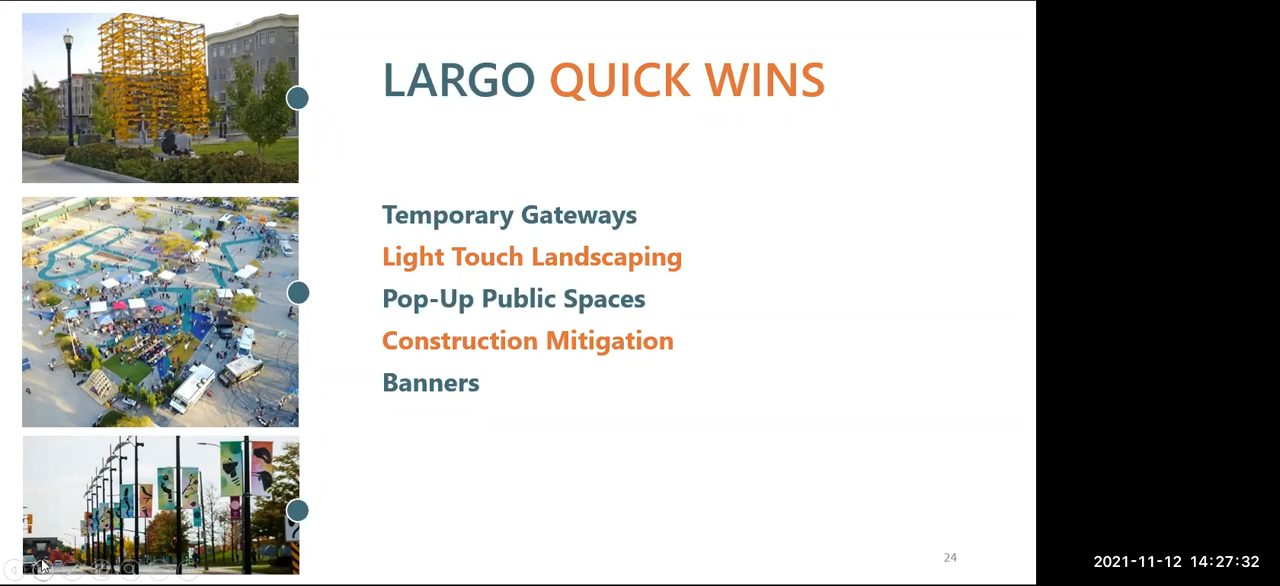 LARGO QUICK WINS
Temporary Gateways
Light Touch Landscaping
Pop-Up Public Spaces
Construction Mitigation
Banners
24
2021-11-12 14:27:32